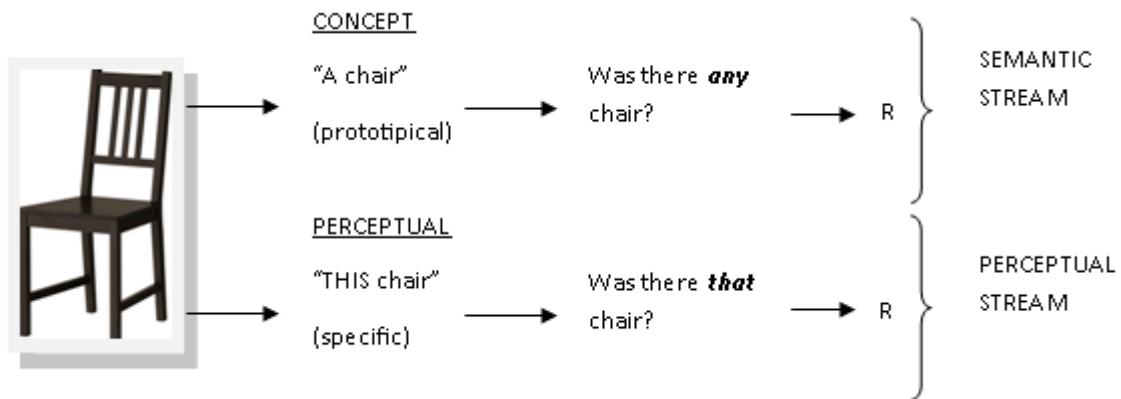 CONCEPT
“A chair”
(prototipical)
Was there any
chair?
R
SEMANTIC
STREAM
PERCEPTUAL
“THIS chair”
(specific)
Was there that
chair?
R
PERCEPTUAL
STREAM